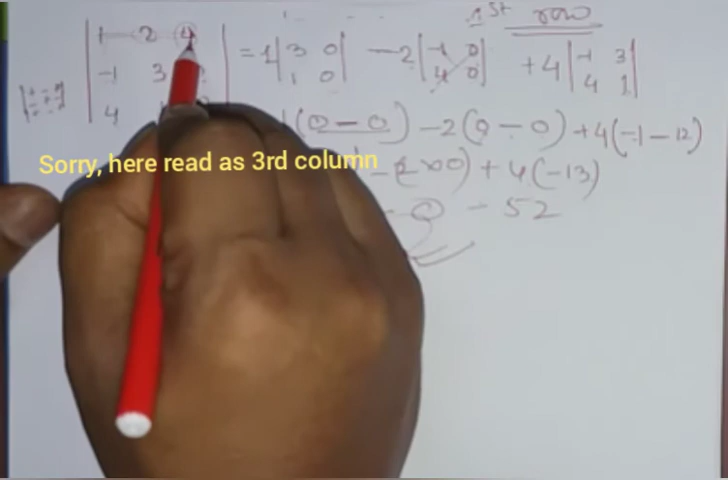 1st row
| 1 2 4 | = 1 | 3 0 | - 2 | -1 0 | + 4 | -1 3 |
| -1 3 | 1 0 | 4 0 | 4 1 |
| 4
(0 - 0) - 2(0 - 0) + 4(-1 - 12)
Sorry, here read as 3rd column
+ 4(-13)
- 0 - 52